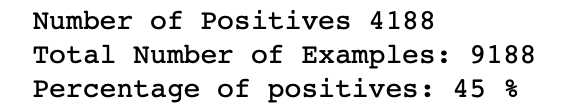 Number of Positives 4188
Total Number of Examples: 9188
Percentage of positives: 45 %